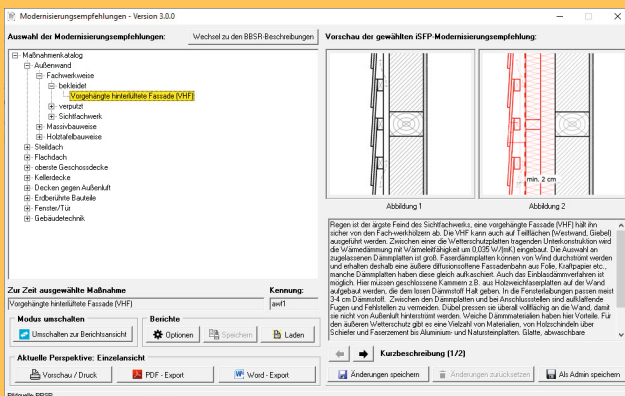 Modernisierungsempfehlungen - Version 3.0.0
Auswahl der Modernisierungsempfehlungen:
Wechsel zu den BBSR-Beschreibungen
Maßnahmenkatalog
Außenwand
Fachwerkweise
bekleidet
Vorgehängte hinterlüftete Fassade (VHF)
verputzt
Sichtfachwerk
Massivbauweise
Holztafelbauweise
Steildach
Flachdach
oberste Geschossdecke
Kellerdecke
Decken gegen Außenluft
Erdberührte Bauteile
Fenster/Tür
Gebäudetechnik
Zur Zeit ausgewählte Maßnahme
Kennung:
Vorgehängte hinterlüftete Fassade (VHF)
awf1
Modus umschalten
Umschalten zur Berichtsansicht
Berichte
Optionen
Speichern
Laden
Aktuelle Perspektive: Einzelansicht
Vorschau / Druck
PDF - Export
Word - Export
Bildquelle BBSR
Vorschau der gewählten iSFP-Modernisierungsempfehlung:
min. 2 cm
Abbildung 1
Abbildung 2
Regen ist der ärgste Feind des Sichtfachwerks, eine vorgehängte Fassade (VHF) hält ihn
sicher von den Fach-werkhölzern ab. Die VHF kann auch auf Teilflächen (Westwand, Giebel)
ausgeführt werden. Zwischen einer die Wetterschutzplatten tragenden Unterkonstruktion wird
die Wärmedämmung mit Wärmeleitfähigkeit um 0,035 W/(mK) eingebaut. Die Auswahl an
zugelassenen Dämmplatten ist groß. Faserdämmplatten können von Wind durchströmt werden
und erhalten deshalb eine äußere diffusionsoffene Fassadenbahn aus Folie, Kraftpapier etc.,
manche Dämmplatten haben diese gleich aufkaschiert. Auch das Einblasdämmverfahren ist
möglich. Hier müssen geschlossene Kammern z.B. aus Holzweichfaserplatten auf der Wand
aufgebaut werden, die dem losen Dämmstoff Halt geben. In die Fensterlaibungen passen meist
3-4 cm Dämmstoff. Zwischen den Dämmplatten und bei Anschlussstellen sind aufklaffende
Fugen und Fehlstellen zu vermeiden. Dübel pressen sie überall vollflächig an die Wand, damit
sie nicht von Außenluft hinterströmt werden. Weiche Dämmmaterialien haben hier Vorteile. Für
den äußeren Wetterschutz gibt es eine Vielzahl von Materialien, von Holzschindeln über
Schiefer und Faserzement bis Aluminium- und Natursteinplatten. Glatte, abwaschbare
Kurzbeschreibung (1/2)
Änderungen speichern
Änderungen zurücksetzen
Als Admin speichern